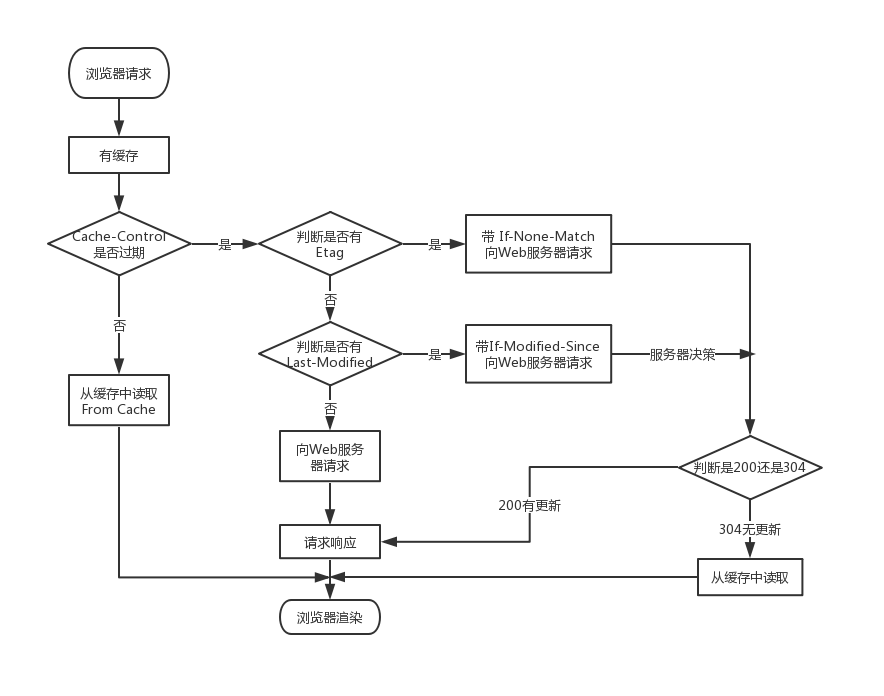 浏览器请求
有缓存
Cache-Control
是否过期
是
判断是否有
Etag
是
带 If-None-Match
向Web服务器请求
否
否
判断是否有
Last-Modified
是
带If-Modified-Since
向Web服务器请求
服务器决策
从缓存中读取
From Cache
否
向Web服务
器请求
判断是200还是304
200有更新
304无更新
请求响应
从缓存中读取
浏览器渲染